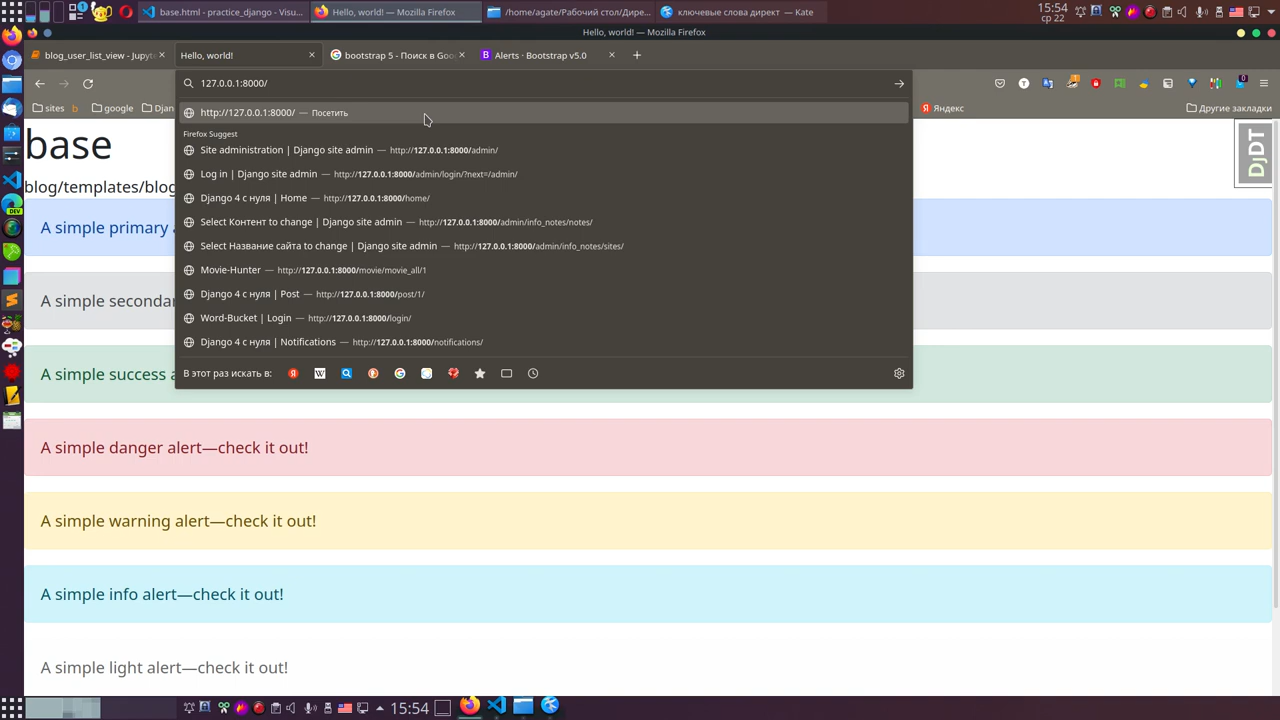 base.html - practice_django - Visu...
Hello, world! — Mozilla Firefox
/home/agate/Рабочий стол/Дире...
ключевые слова директ — Kate
15:54
ср 22
Hello, world! — Mozilla Firefox
blog_user_list_view - Jupyt
Hello, world!
bootstrap 5 - Поиск в Goo
Alerts · Bootstrap v5.0
127.0.0.1:8000/
0
sites
b
google
Djan
Яндекс
Другие закладки
http://127.0.0.1:8000/ — Посетить
Firefox Suggest
Site administration | Django site admin — http://127.0.0.1:8000/admin/
Log in | Django site admin — http://127.0.0.1:8000/admin/login/?next=/admin/
Django 4 с нуля | Home — http://127.0.0.1:8000/home/
Select Контент to change | Django site admin — http://127.0.0.1:8000/admin/info_notes/notes/
Select Название сайта to change | Django site admin — http://127.0.0.1:8000/admin/info_notes/sites/
Movie-Hunter — http://127.0.0.1:8000/movie/movie_all/1
Django 4 с нуля | Post — http://127.0.0.1:8000/post/1/
Word-Bucket | Login — http://127.0.0.1:8000/login/
Django 4 с нуля | Notifications — http://127.0.0.1:8000/notifications/
В этот раз искать в:
base
DjDT
blog/templates/blog
A simple primary a
A simple secondar
A simple success a
A simple danger alert—check it out!
A simple warning alert—check it out!
A simple info alert—check it out!
A simple light alert—check it out!
DEV
15:54